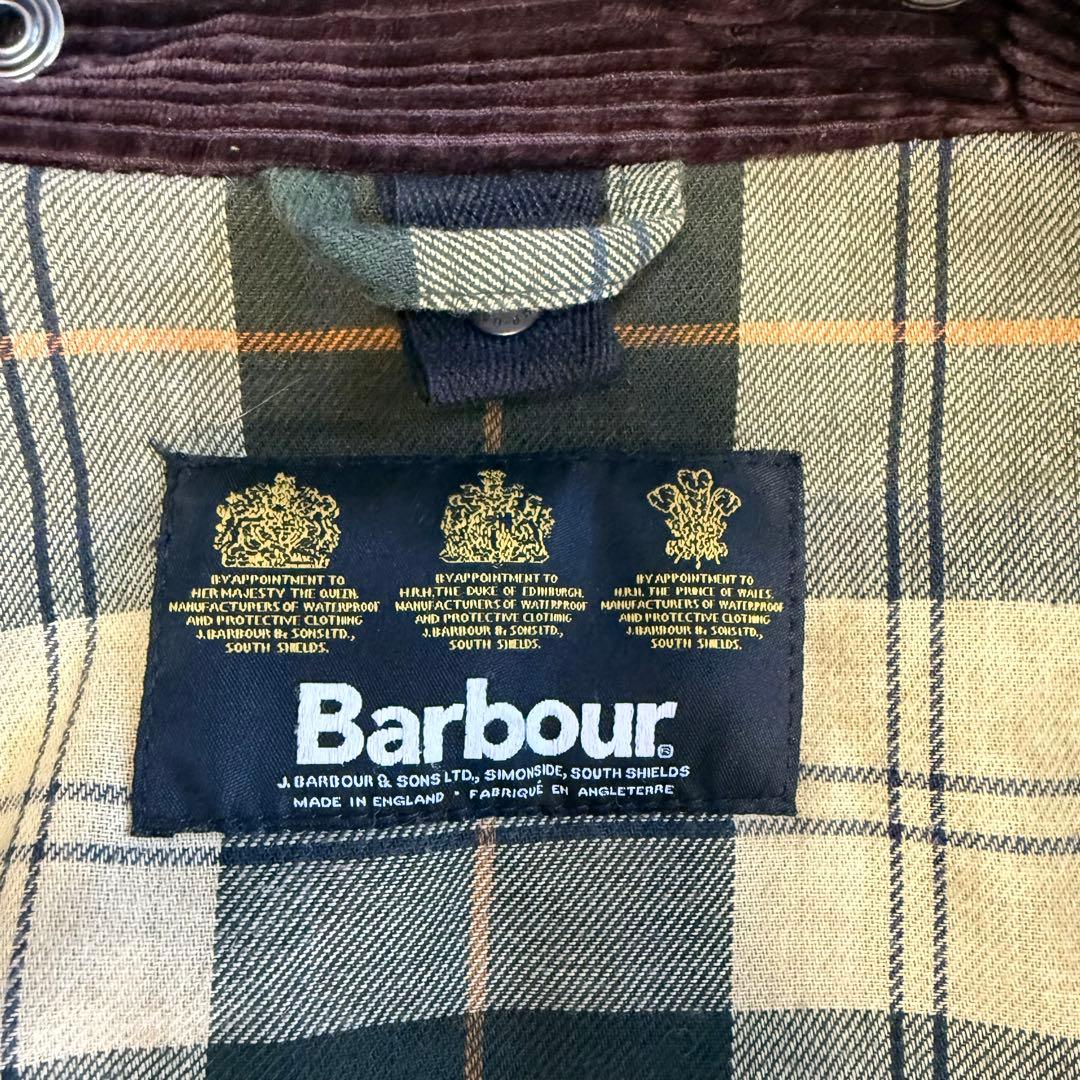 BY APPOINTMENT TO
HER MAJESTY THE QUEEN.
MANUFACTURERS OF WATERPROOF
AND PROTECTIVE CLOTHING
J.BARBOUR & SONS LTD.,
SOUTH SHIELDS.
BY APPOINTMENT TO
H.R.H. THE DUKE OF EDINBURGH.
MANUFACTURERS OF WATERPROOF
AND PROTECTIVE CLOTHING
J.BARBOUR & SONS LTD.,
SOUTH SHIELDS.
BY APPOINTMENT TO
H.R.H. THE PRINCE OF WALES.
MANUFACTURERS OF WATERPROOF
AND PROTECTIVE CLOTHING
J.BARBOUR & SONS LTD.,
SOUTH SHIELDS.
Barbour®
J. BARBOUR & SONS LTD., SIMONSIDE, SOUTH SHIELDS
MADE IN ENGLAND · FABRIQUÉ EN ANGLETERRE